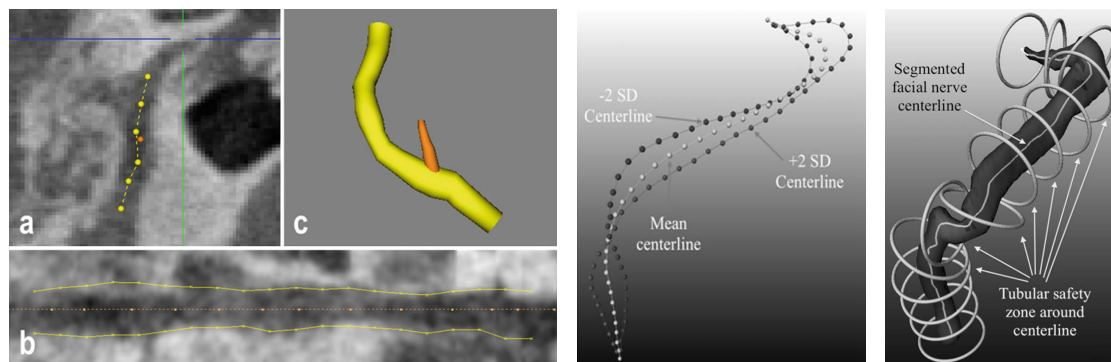 a
c
b
-2 SD
Centerline
+2 SD
Centerline
Mean
centerline
Segmented
facial nerve
centerline
Tubular safety
zone around
centerline